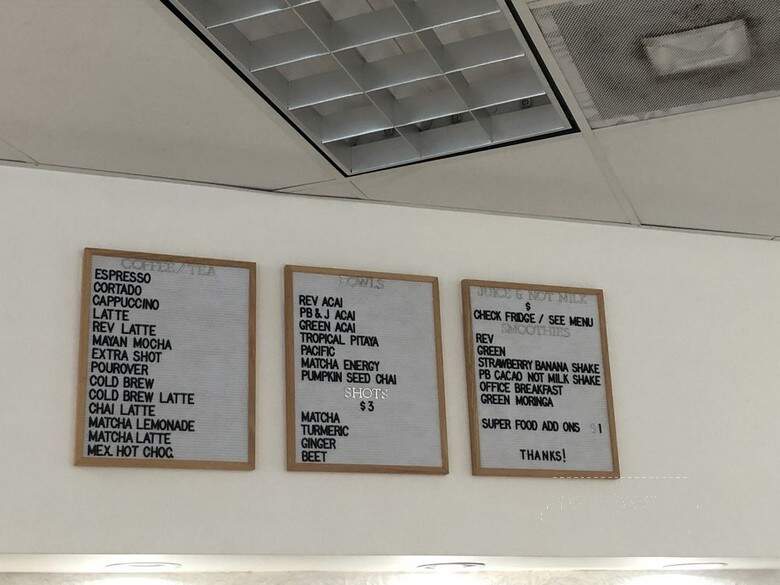 COFFEE / TEA
ESPRESSO
CORTADO
CAPPUCCINO
LATTE
REV LATTE
MAYAN MOCHA
EXTRA SHOT
POUROVER
COLD BREW
COLD BREW LATTE
CHAI LATTE
MATCHA LEMONADE
MATCHA LATTE
MEX. HOT CHOC.
BOWLS
REV ACAI
PB & J ACAI
GREEN ACAI
TROPICAL PITAYA
PACIFIC
MATCHA ENERGY
PUMPKIN SEED CHAI
SHOTS
$3
MATCHA
TURMERIC
GINGER
BEET
JUICE & NOT MILK
$
CHECK FRIDGE / SEE MENU
SMOOTHIES
REV
GREEN
STRAWBERRY BANANA SHAKE
PB CACAO NOT MILK SHAKE
OFFICE BREAKFAST
GREEN MORINGA
SUPER FOOD ADD ONS $1
THANKS!